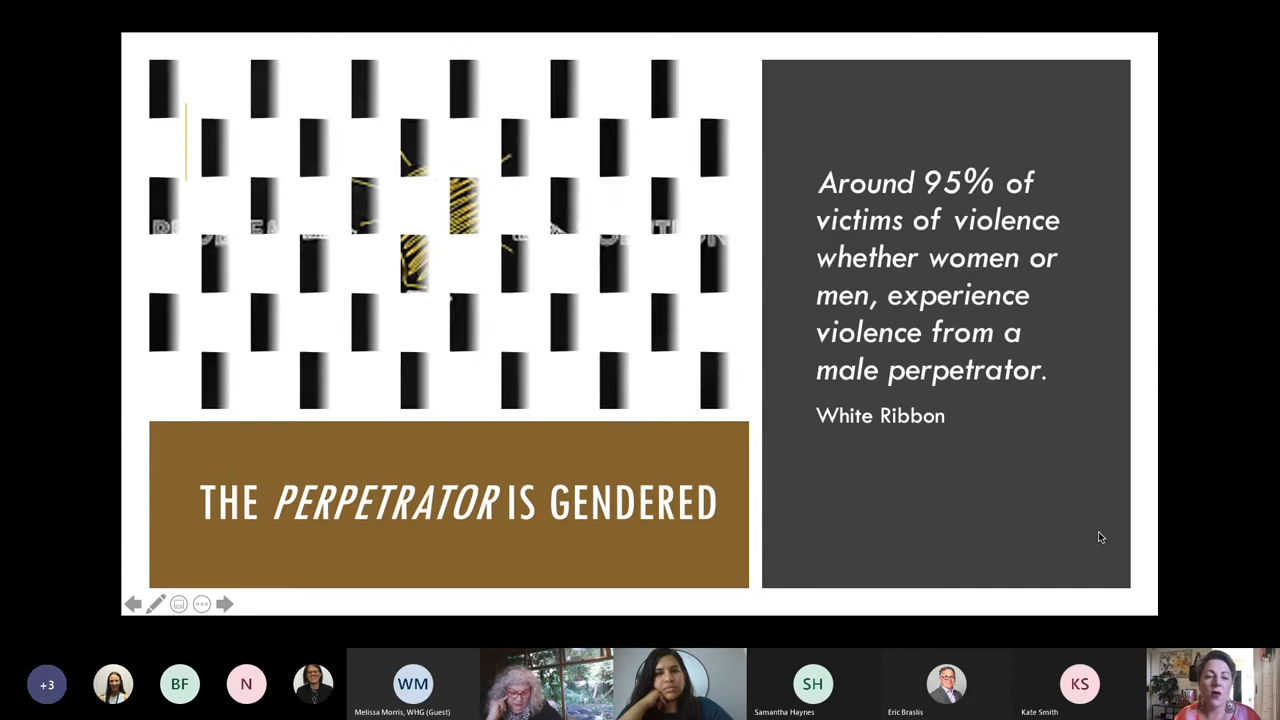 Around 95% of
victims of violence
whether women or
men, experience
violence from a
male perpetrator.
White Ribbon
THE PERPETRATOR IS GENDERED
+3
BF
N
WM
SH
KS
Melissa Morris, WHG (Guest)
Samantha Haynes
Eric Braslis
Kate Smith